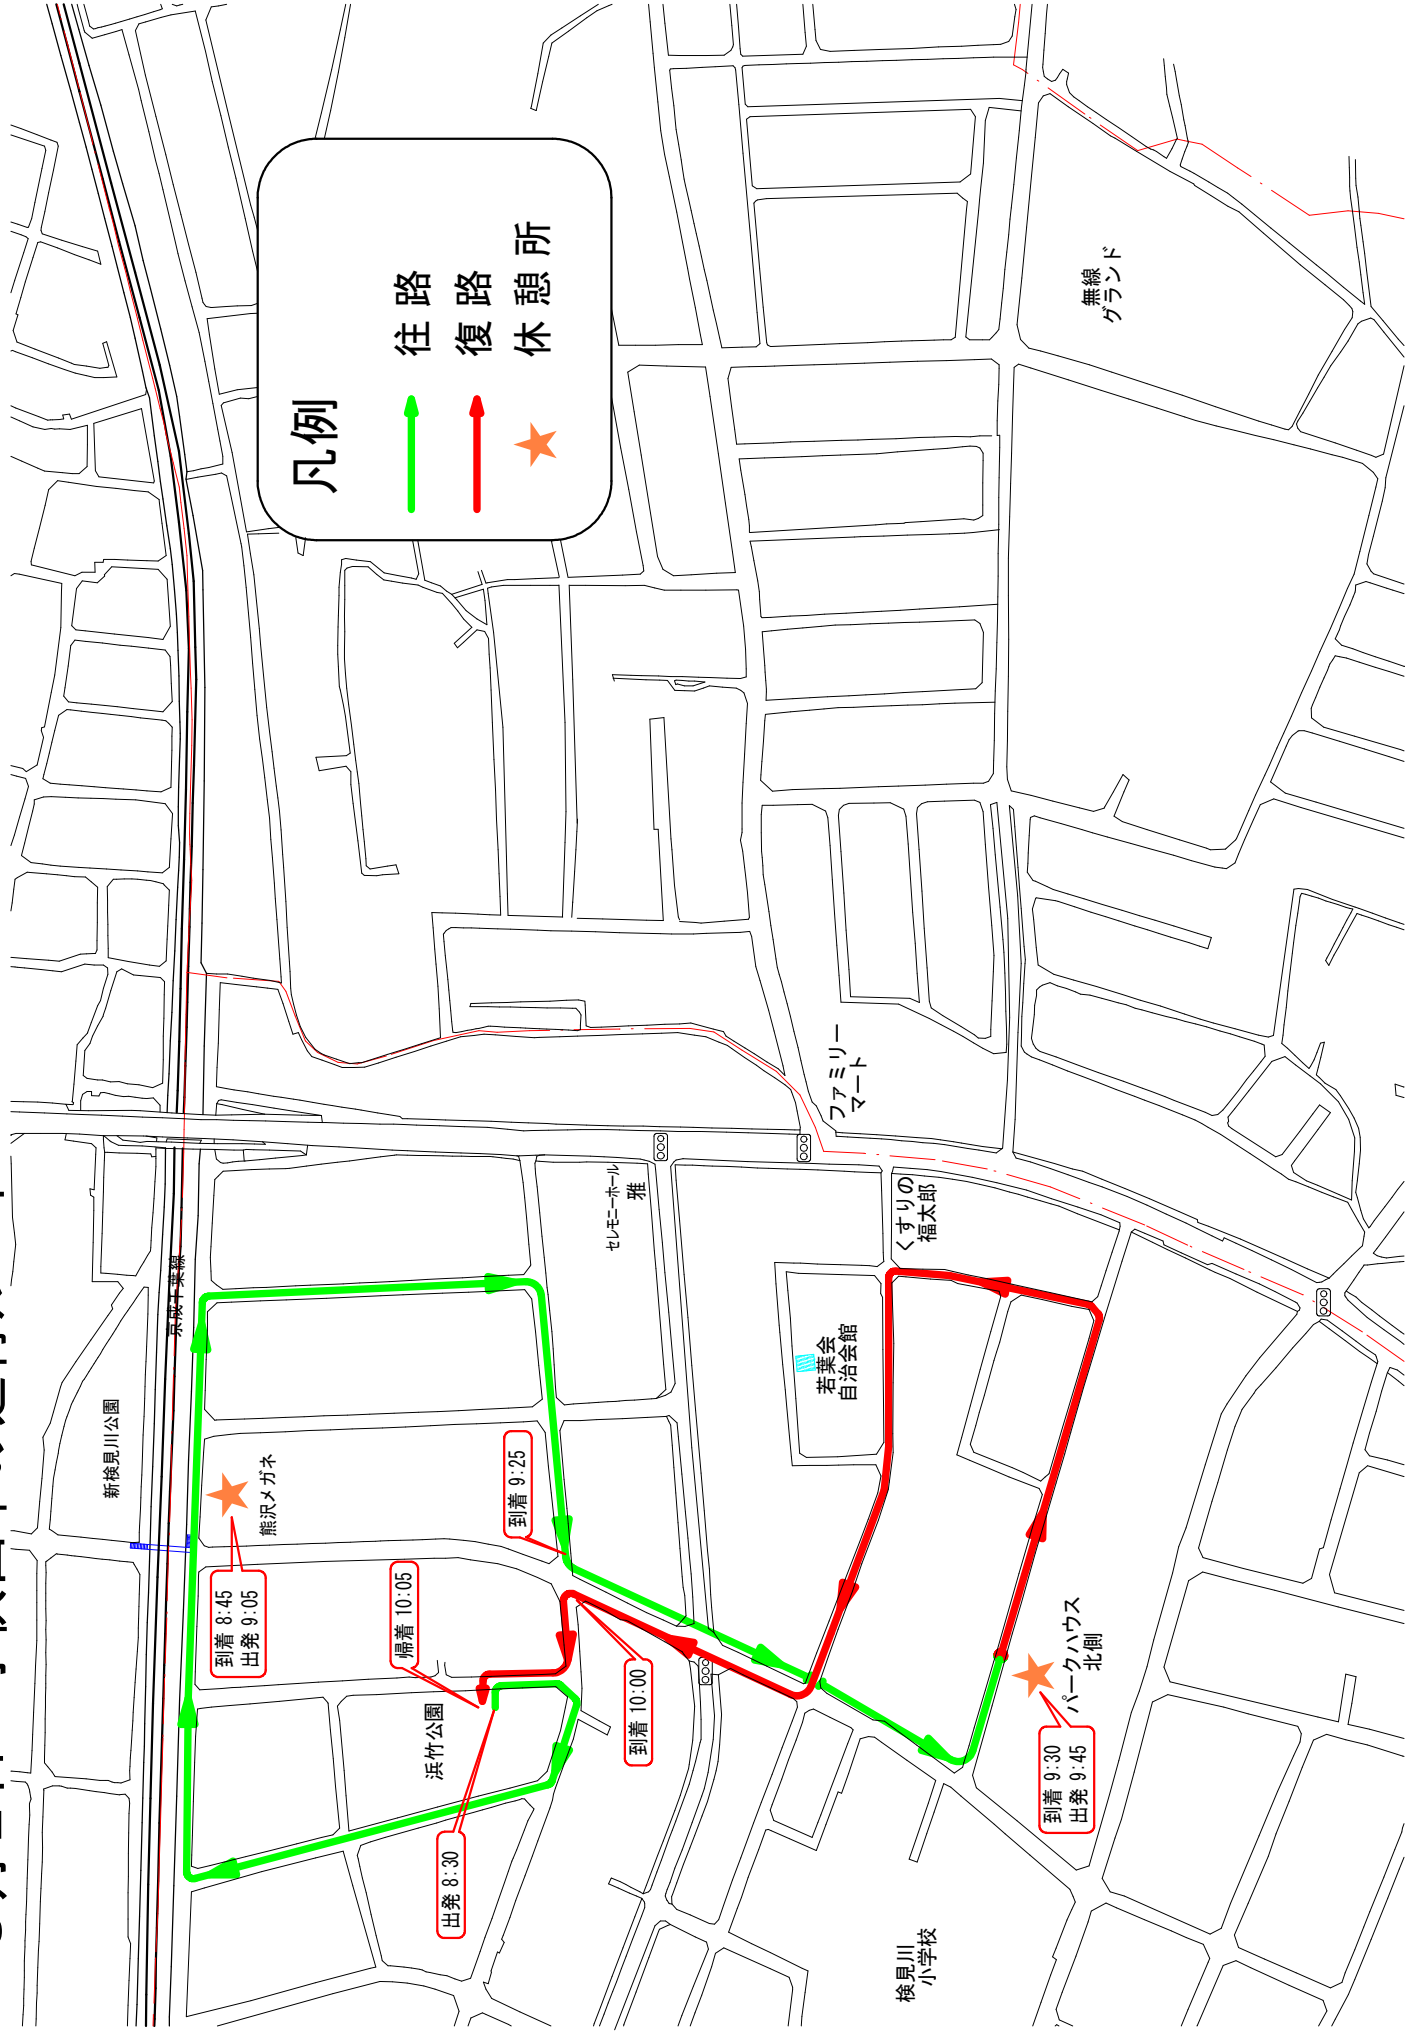 凡例
往路
復路
休憩所
無線
グランド
ファミリー
マート
くすりの
福太郎
セレモニーホール
雅
京成千葉線
新検見川公園
熊沢メガネ
到着 8:45
出発 9:05
到着 9:25
帰着 10:05
到着 10:00
浜竹公園
出発 8:30
若葉会
自治会館
パークハウス
北側
到着 9:30
出発 9:45
検見川
小学校